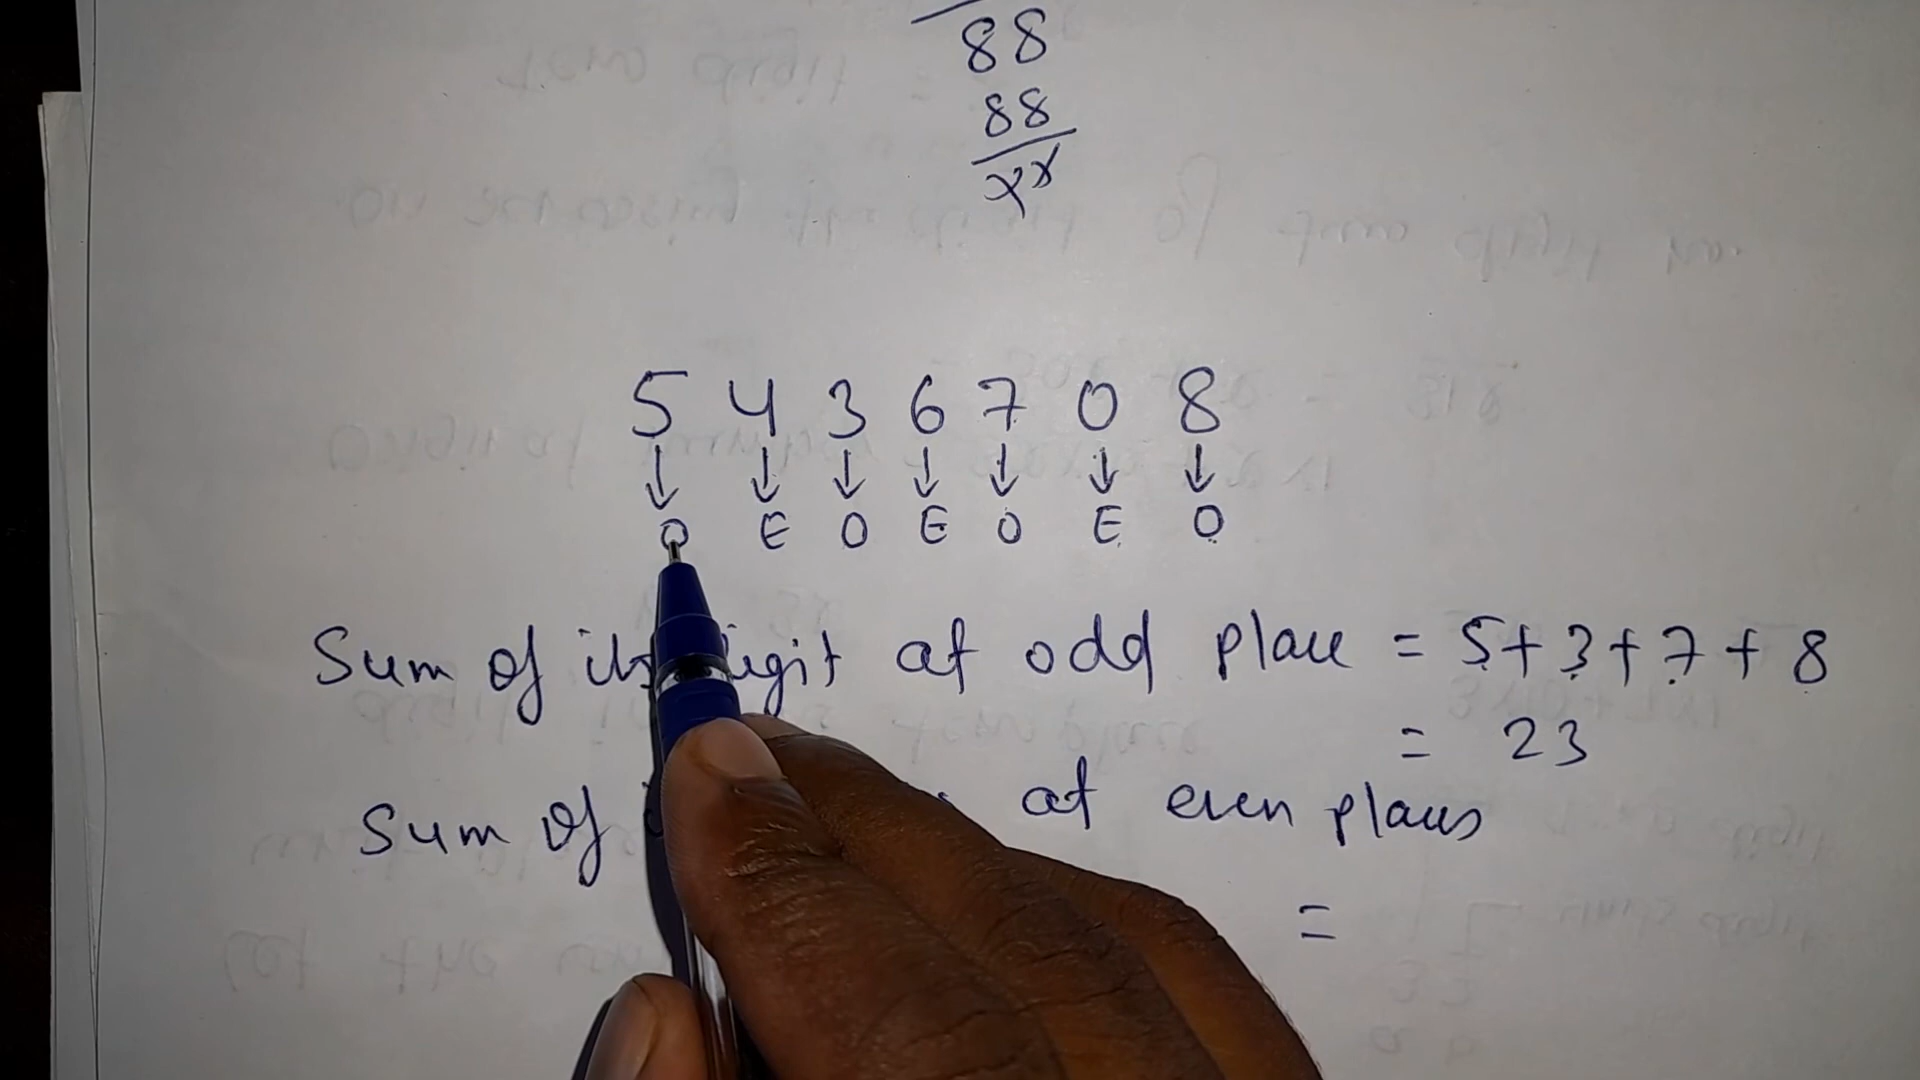 88
88
xx
5 4 3 6 7 0 8
↓ ↓ ↓ ↓ ↓ ↓ ↓
O E O E O E O
Sum of its digit at odd place = 5+3+7+8
= 23
Sum of at even places
=